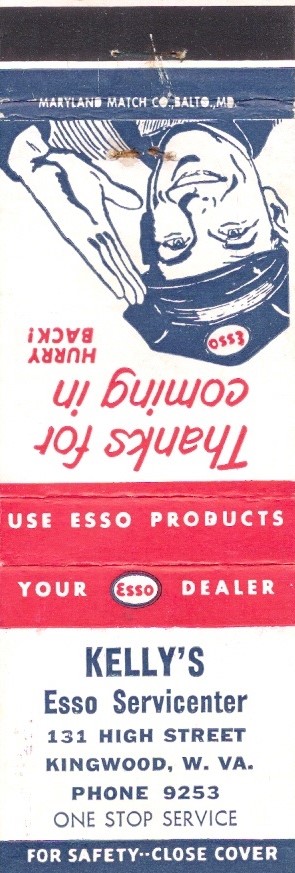 MARYLAND MATCH CO., BALTO., MD.
Esso
Thanks for
coming in
HURRY
BACK!
USE ESSO PRODUCTS
YOUR Esso DEALER
KELLY'S
Esso Servicenter
131 HIGH STREET
KINGWOOD, W. VA.
PHONE 9253
ONE STOP SERVICE
FOR SAFETY--CLOSE COVER